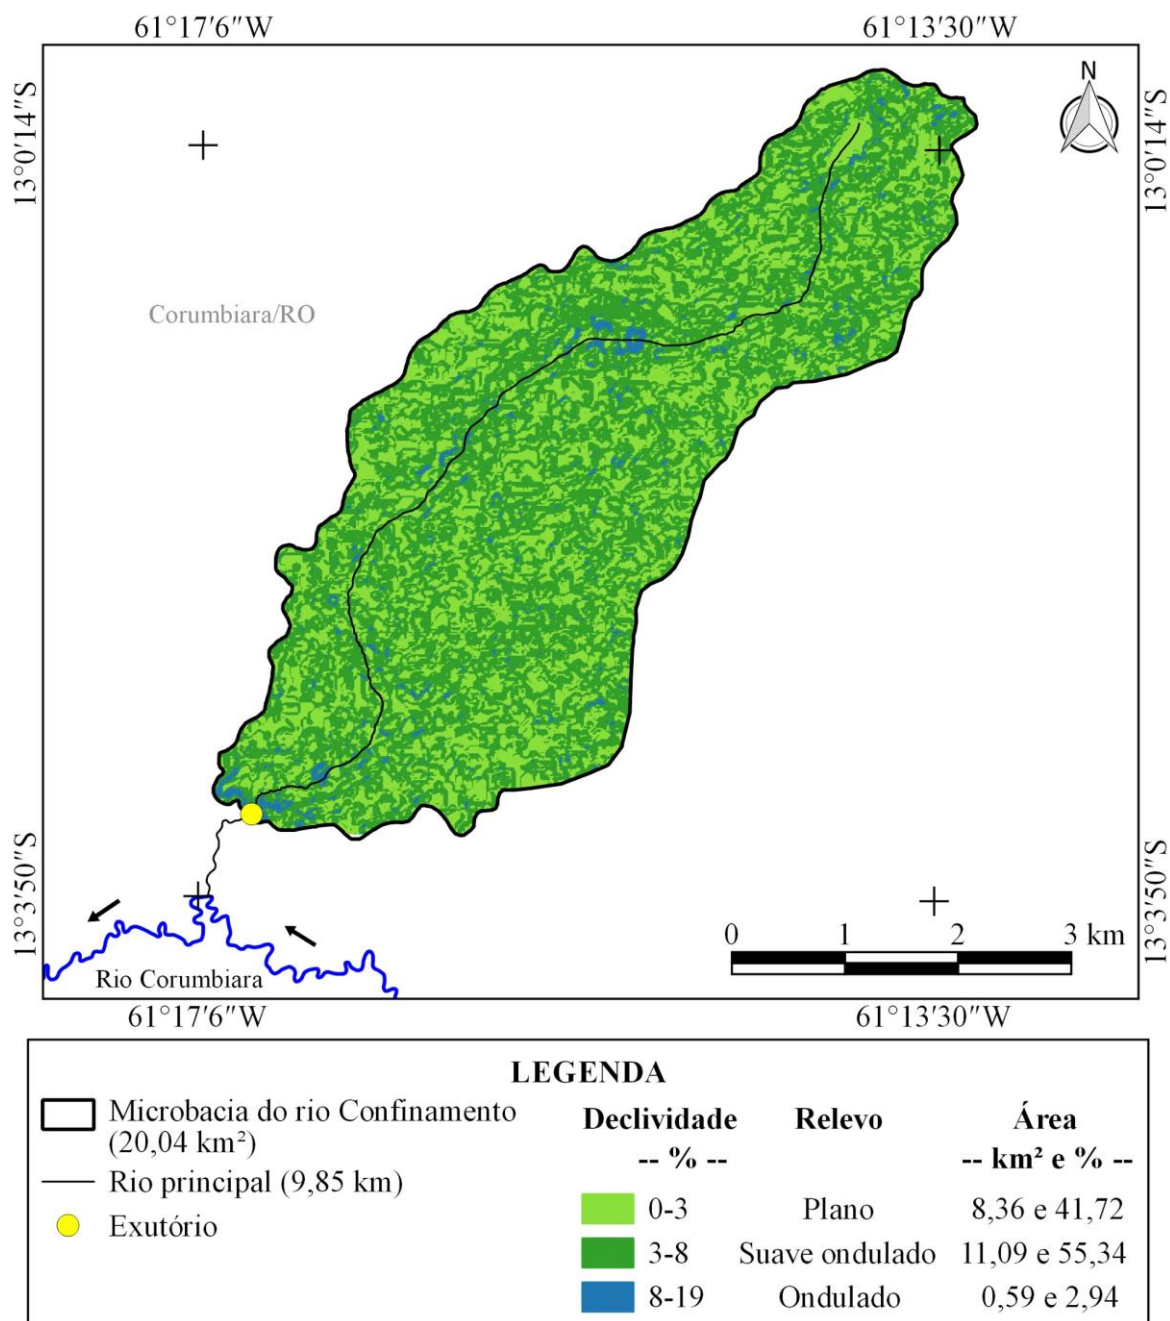 61°17′6″W 61°13′30″W
N
13°0′14″S 13°0′14″S
Corumbiara/RO
13°3′50″S 13°3′50″S
0 1 2 3 km
Rio Corumbiara
61°17′6″W 61°13′30″W
LEGENDA
Microbacia do rio Confinamento
(20,04 km²)
Rio principal (9,85 km)
Exutório
Declividade Relevo Área
-- % -- -- km² e % --
0-3 Plano 8,36 e 41,72
3-8 Suave ondulado 11,09 e 55,34
8-19 Ondulado 0,59 e 2,94